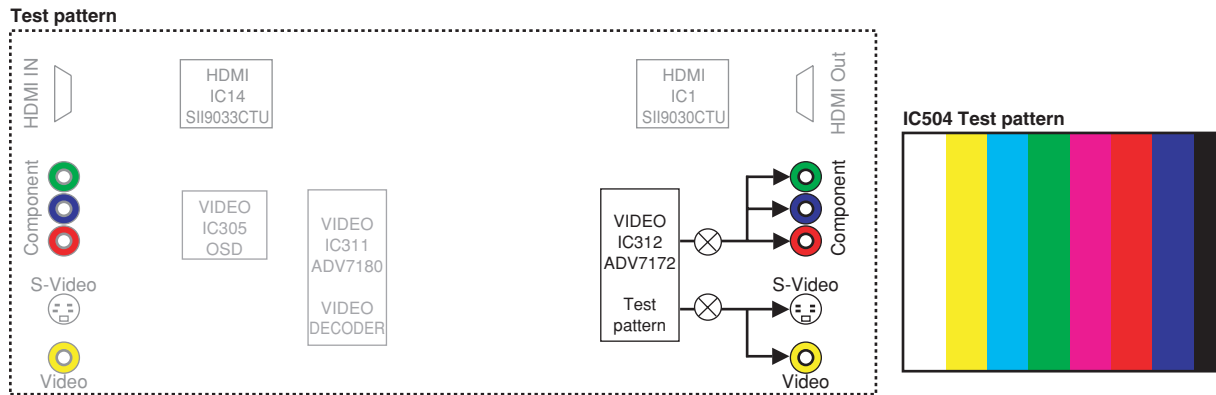 Test pattern
HDMI IN
HDMI
IC14
SII9033CTU
HDMI
IC1
SII9030CTU
HDMI Out
IC504 Test pattern
Component
VIDEO
IC305
OSD
VIDEO
IC311
ADV7180
VIDEO
DECODER
VIDEO
IC312
ADV7172
Test
pattern
Component
S-Video
Video
S-Video
Video